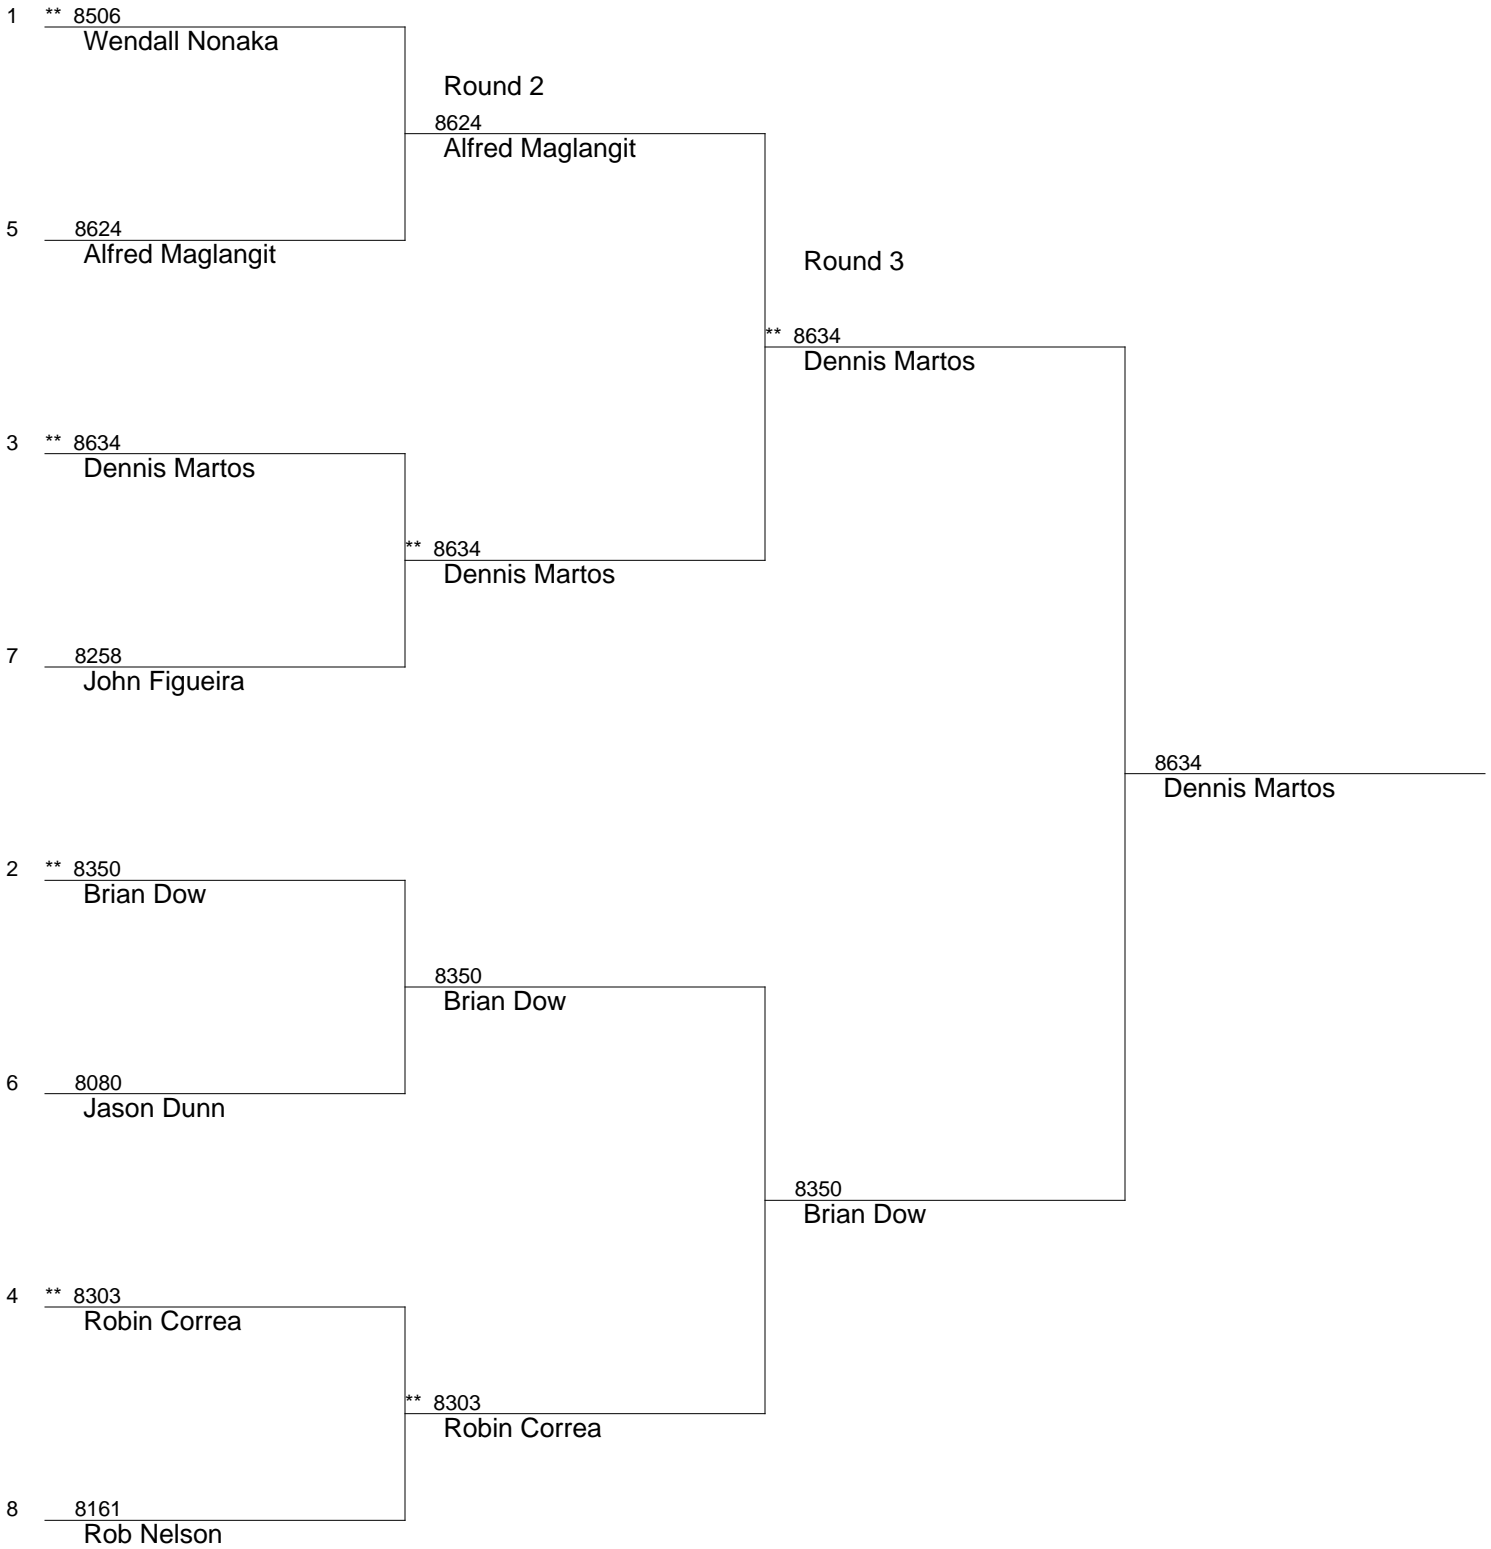 1 ** 8506
Wendall Nonaka
Round 2
8624
Alfred Maglangit
5 8624
Alfred Maglangit
Round 3
** 8634
Dennis Martos
3 ** 8634
Dennis Martos
** 8634
Dennis Martos
7 8258
John Figueira
8634
Dennis Martos
2 ** 8350
Brian Dow
8350
Brian Dow
6 8080
Jason Dunn
8350
Brian Dow
4 ** 8303
Robin Correa
** 8303
Robin Correa
8 8161
Rob Nelson